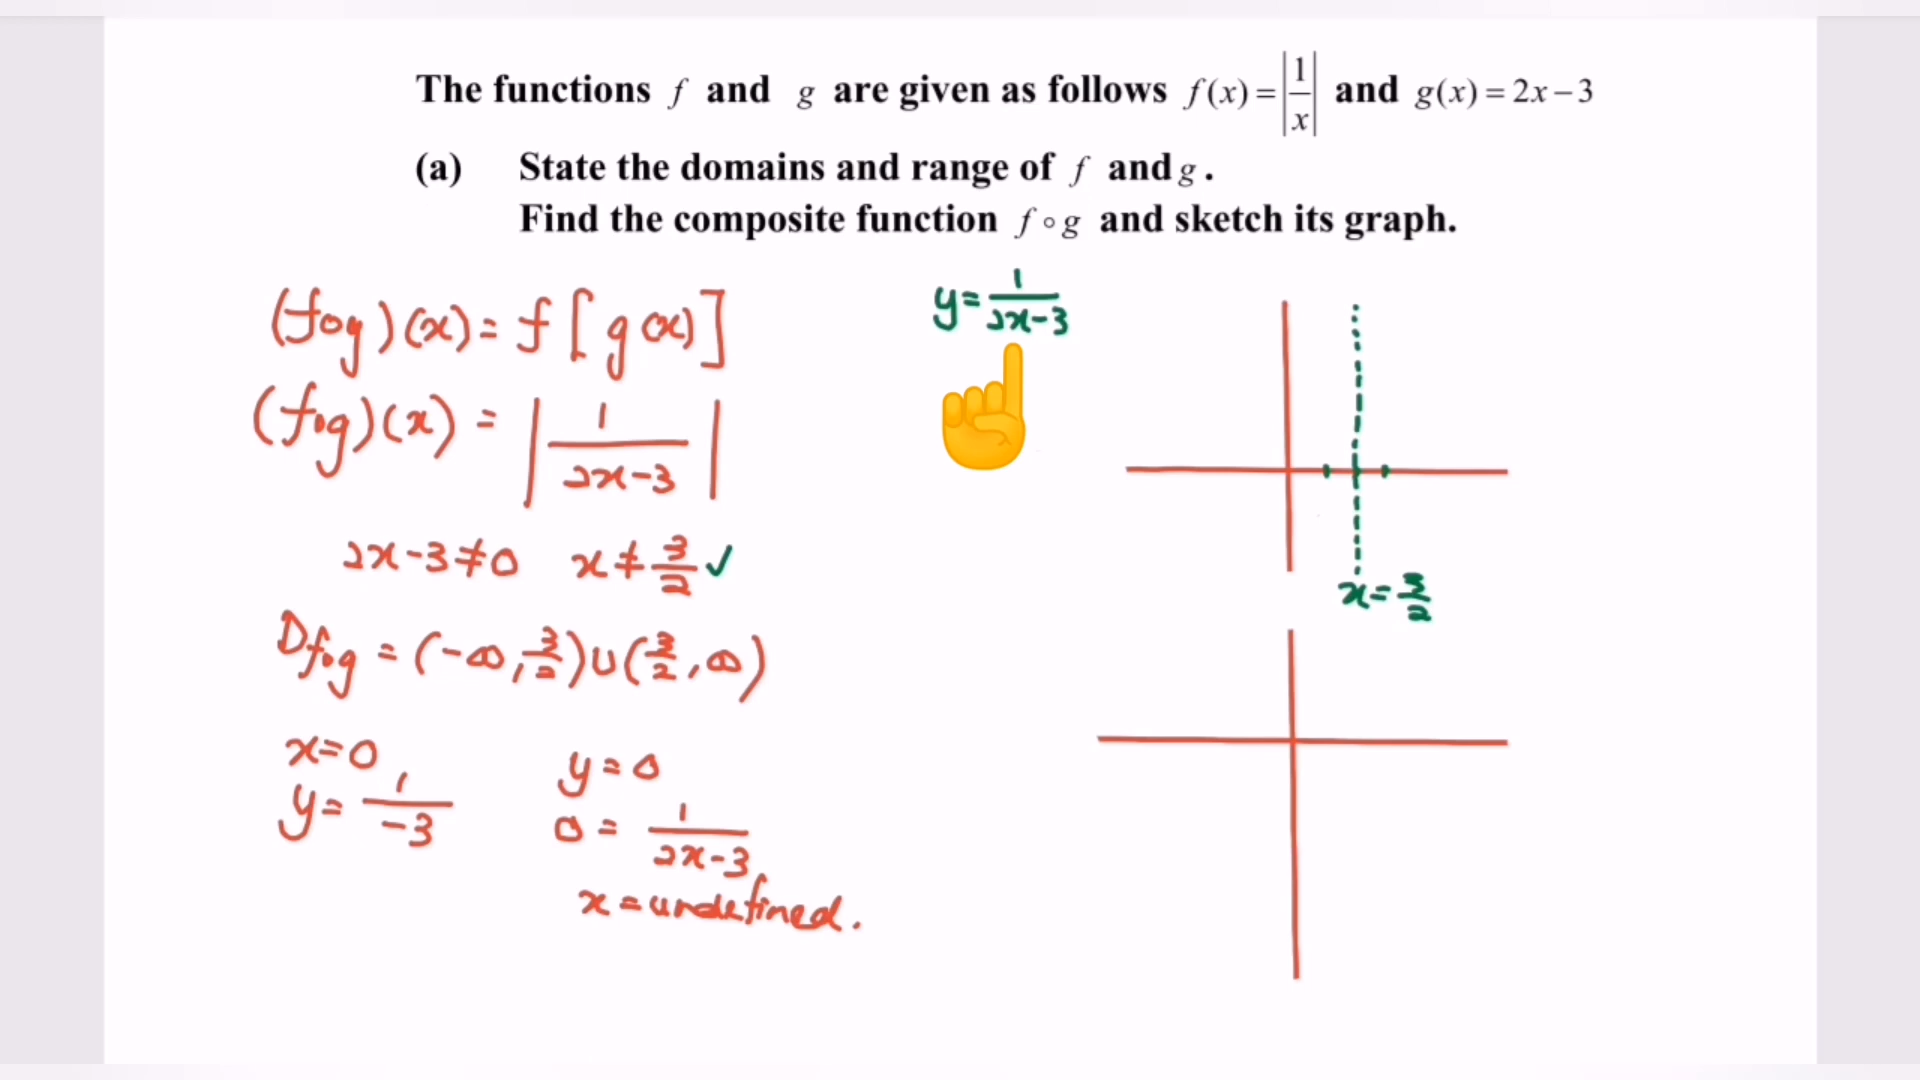 The functions f and g are given as follows f(x) = |1/x| and g(x) = 2x − 3
(a) State the domains and range of f and g.
Find the composite function f∘g and sketch its graph.
(fog)(x) = f[g(x)]
(fog)(x) = |1/(2x-3)|
2x-3≠0 x≠3/2 ✓
Dfog = (-∞, 3/2) ∪ (3/2, ∞)
x=0
y = 1/-3
y = 0
0 = 1/(2x-3)
x = undefined.
y = 1/(2x-3)
x = 3/2